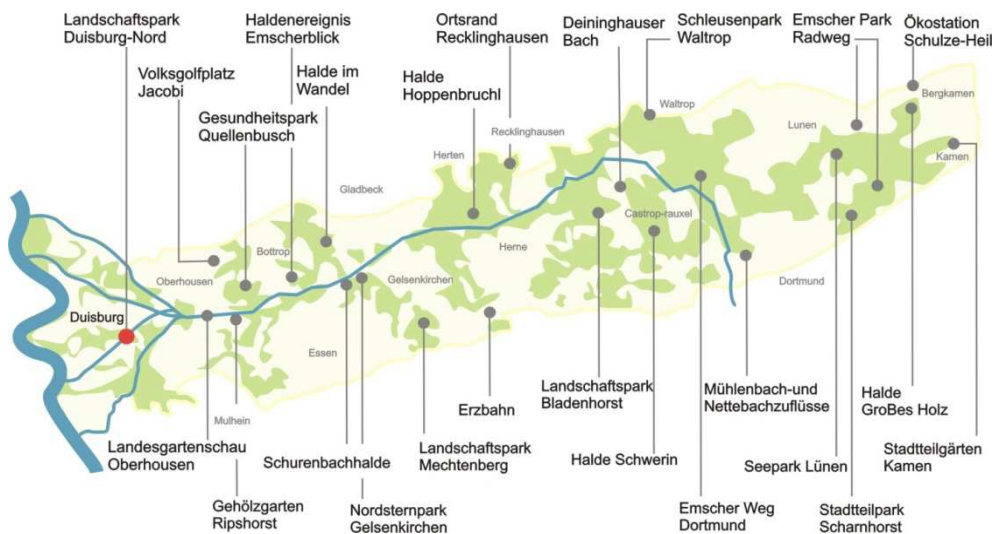 Landschaftspark
Duisburg-Nord
Haldenereignis
Emscherblick
Ortsrand
Recklinghausen
Deininghauser
Bach
Schleusenpark
Waltrop
Emscher Park
Radweg
Ökostation
Schulze-Heil
Volksgolfplatz
Jacobi
Halde im
Wandel
Halde
Hoppenbruchl
Gesundheitspark
Quellenbusch
Waltrop
Bergkamen
Lunen
Recklinghausen
Herten
Kamen
Gladbeck
Castrop-rauxel
Bottrop
Herne
Oberhousen
Gelsenkirchen
Dortmund
Duisburg
Essen
Mulhein
Landesgartenschau
Oberhousen
Gehölzgarten
Ripshorst
Schurenbachhalde
Nordsternpark
Gelsenkirchen
Landschaftspark
Mechtenberg
Erzbahn
Landschaftspark
Bladenhorst
Halde Schwerin
Emscher Weg
Dortmund
Mühlenbach-und
Nettebachzuflüsse
Seepark Lünen
Stadtteilpark
Scharnhorst
Halde
GroBes Holz
Stadtteilgärten
Kamen